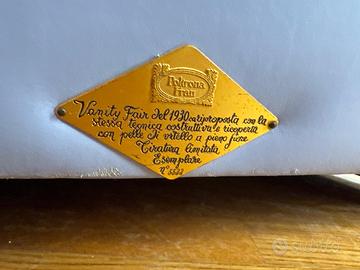 Poltrona
Frau
Vanity Fair del 1930 sa riproposta con la
stessa tecnica costruttiva e ricoperta
con pelle di vitello a pieno fiore
Tiratura limitata
Esemplare